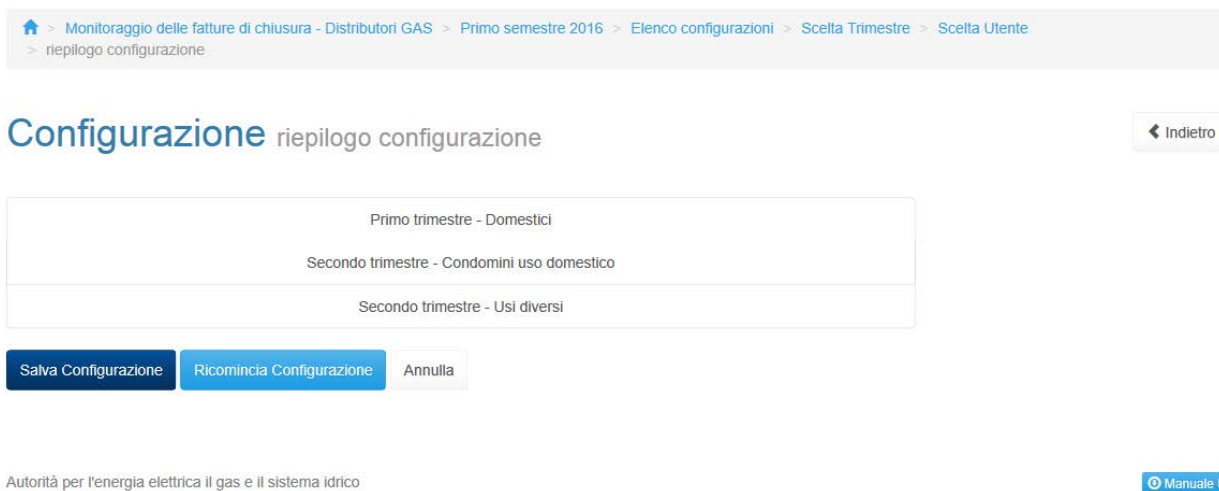 > Monitoraggio delle fatture di chiusura - Distributori GAS > Primo semestre 2016 > Elenco configurazioni > Scelta Trimestre > Scelta Utente
> riepilogo configurazione
Configurazione riepilogo configurazione
Indietro
Primo trimestre - Domestici
Secondo trimestre - Condomini uso domestico
Secondo trimestre - Usi diversi
Salva Configurazione Ricomincia Configurazione Annulla
Autorità per l'energia elettrica il gas e il sistema idrico
Manuale